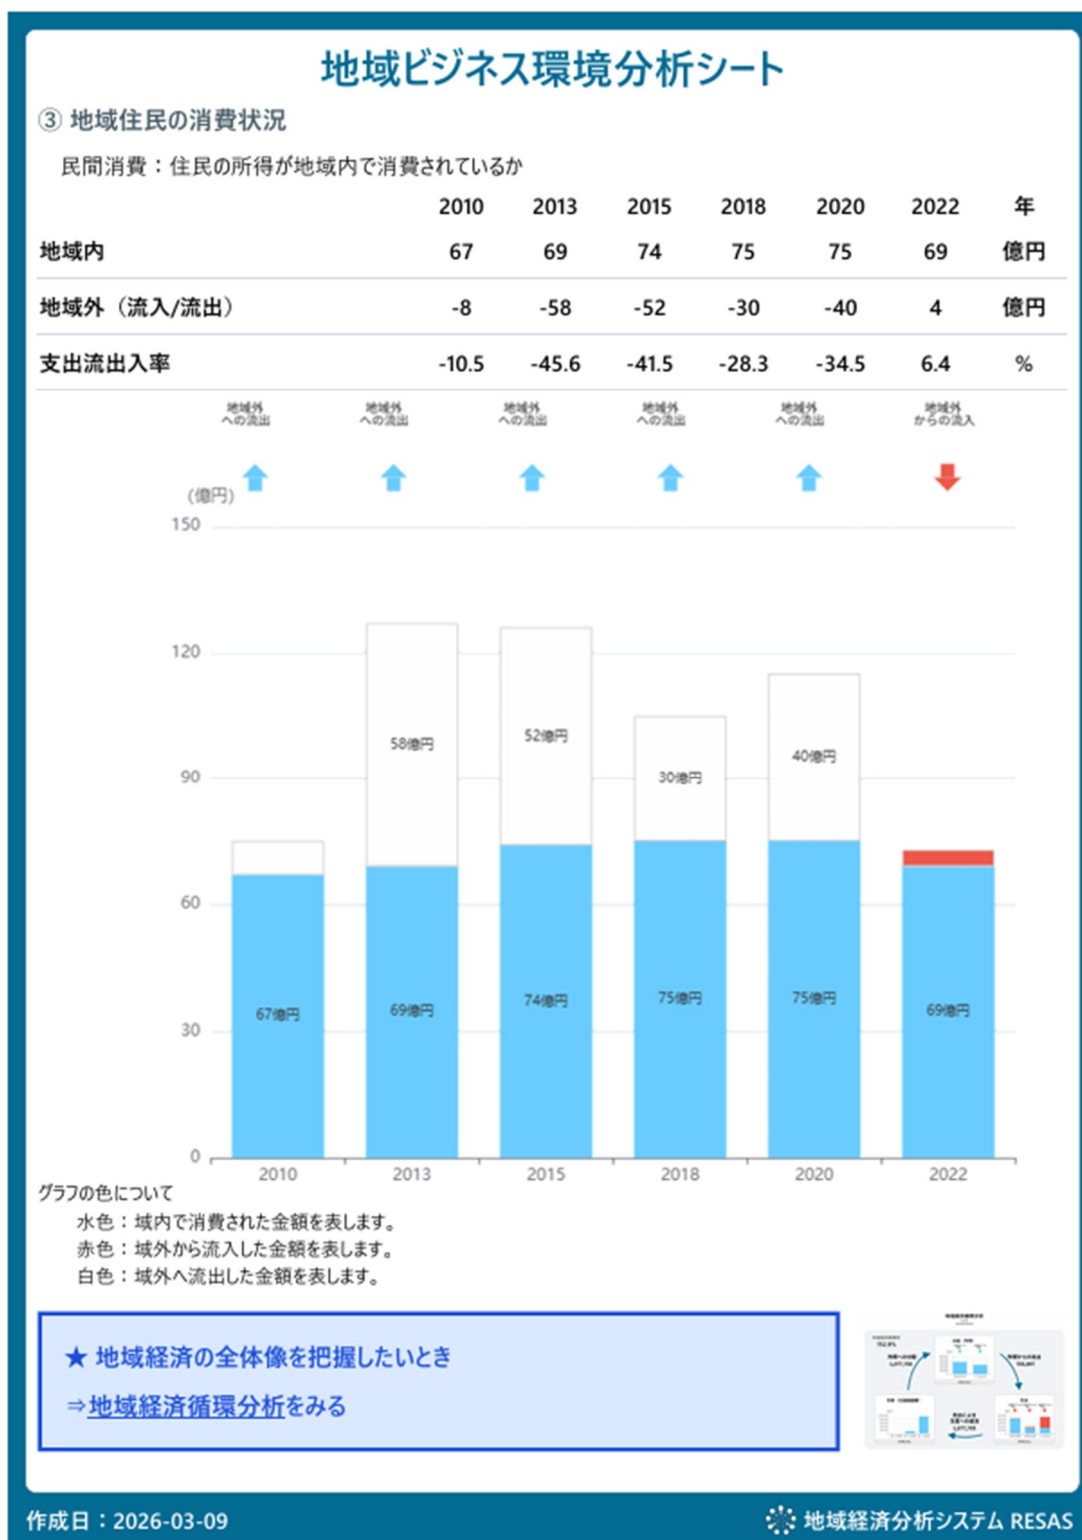 地域ビジネス環境分析シート
③ 地域住民の消費状況
民間消費：住民の所得が地域内で消費されているか
2010 2013 2015 2018 2020 2022 年
地域内 67 69 74 75 75 69 億円
地域外（流入/流出） -8 -58 -52 -30 -40 4 億円
支出流出入率 -10.5 -45.6 -41.5 -28.3 -34.5 6.4 %
地域外 地域外 地域外 地域外 地域外 地域外
への流出 への流出 への流出 への流出 への流出 からの流入
(億円)
150
120
90
60
30
0
58億円 52億円 30億円 40億円
67億円 69億円 74億円 75億円 75億円 69億円
2010 2013 2015 2018 2020 2022
グラフの色について
水色：域内で消費された金額を表します。
赤色：域外から流入した金額を表します。
白色：域外へ流出した金額を表します。
★ 地域経済の全体像を把握したいとき
⇒地域経済循環分析をみる
作成日：2026-03-09
地域経済分析システム RESAS